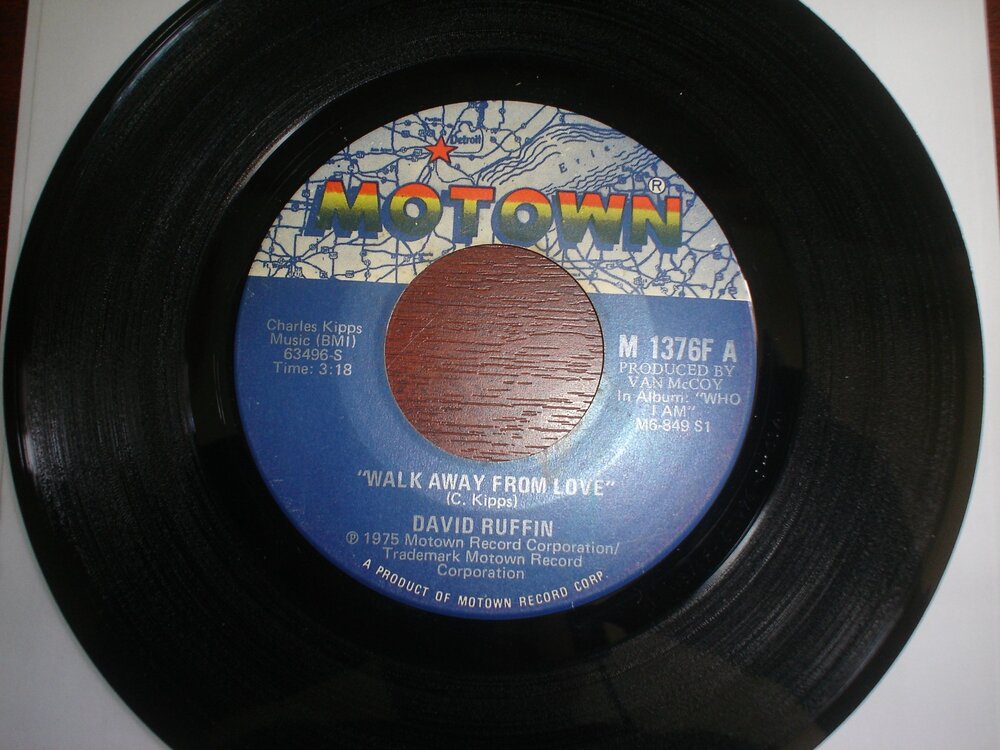 Detroit
ERIE
MOTOWN®
Charles Kipps
Music (BMI)
63496-S
Time: 3:18
M 1376F A
PRODUCED BY
VAN McCOY
In Album: "WHO
I AM"
M6-849 S1
"WALK AWAY FROM LOVE"
(C. Kipps)
DAVID RUFFIN
℗ 1975 Motown Record Corporation/
Trademark Motown Record
Corporation
A PRODUCT OF MOTOWN RECORD CORP.